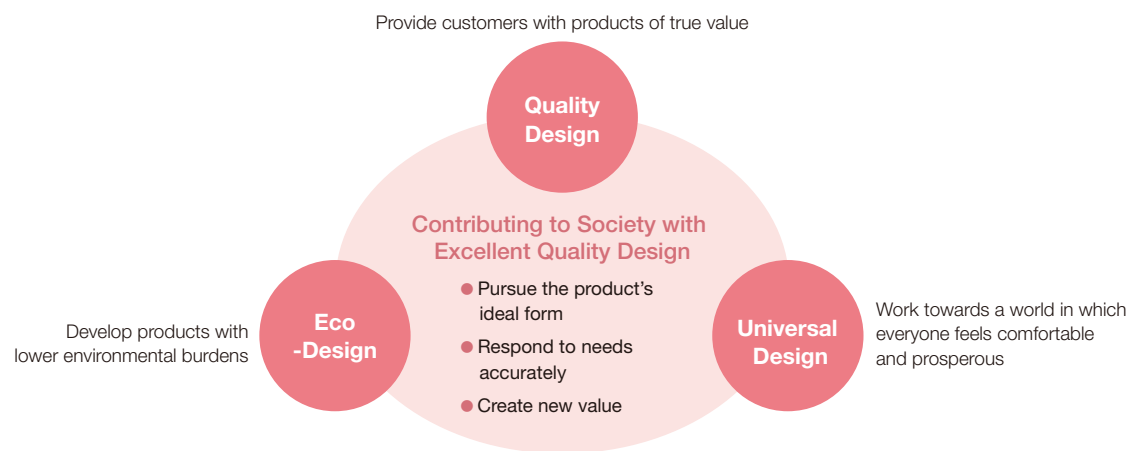 Provide customers with products of true value
Quality
Design
Contributing to Society with
Excellent Quality Design
● Pursue the product’s
ideal form
● Respond to needs
accurately
● Create new value
Eco
-Design
Develop products with
lower environmental burdens
Universal
Design
Work towards a world in which
everyone feels comfortable
and prosperous